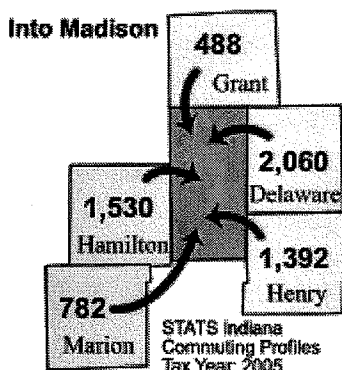 Into Madison
488
Grant
2,060
Delaware
1,530
Hamilton
1,392
Henry
782
Marion
STATS Indiana
Commuting Profiles
Tax Year: 2005